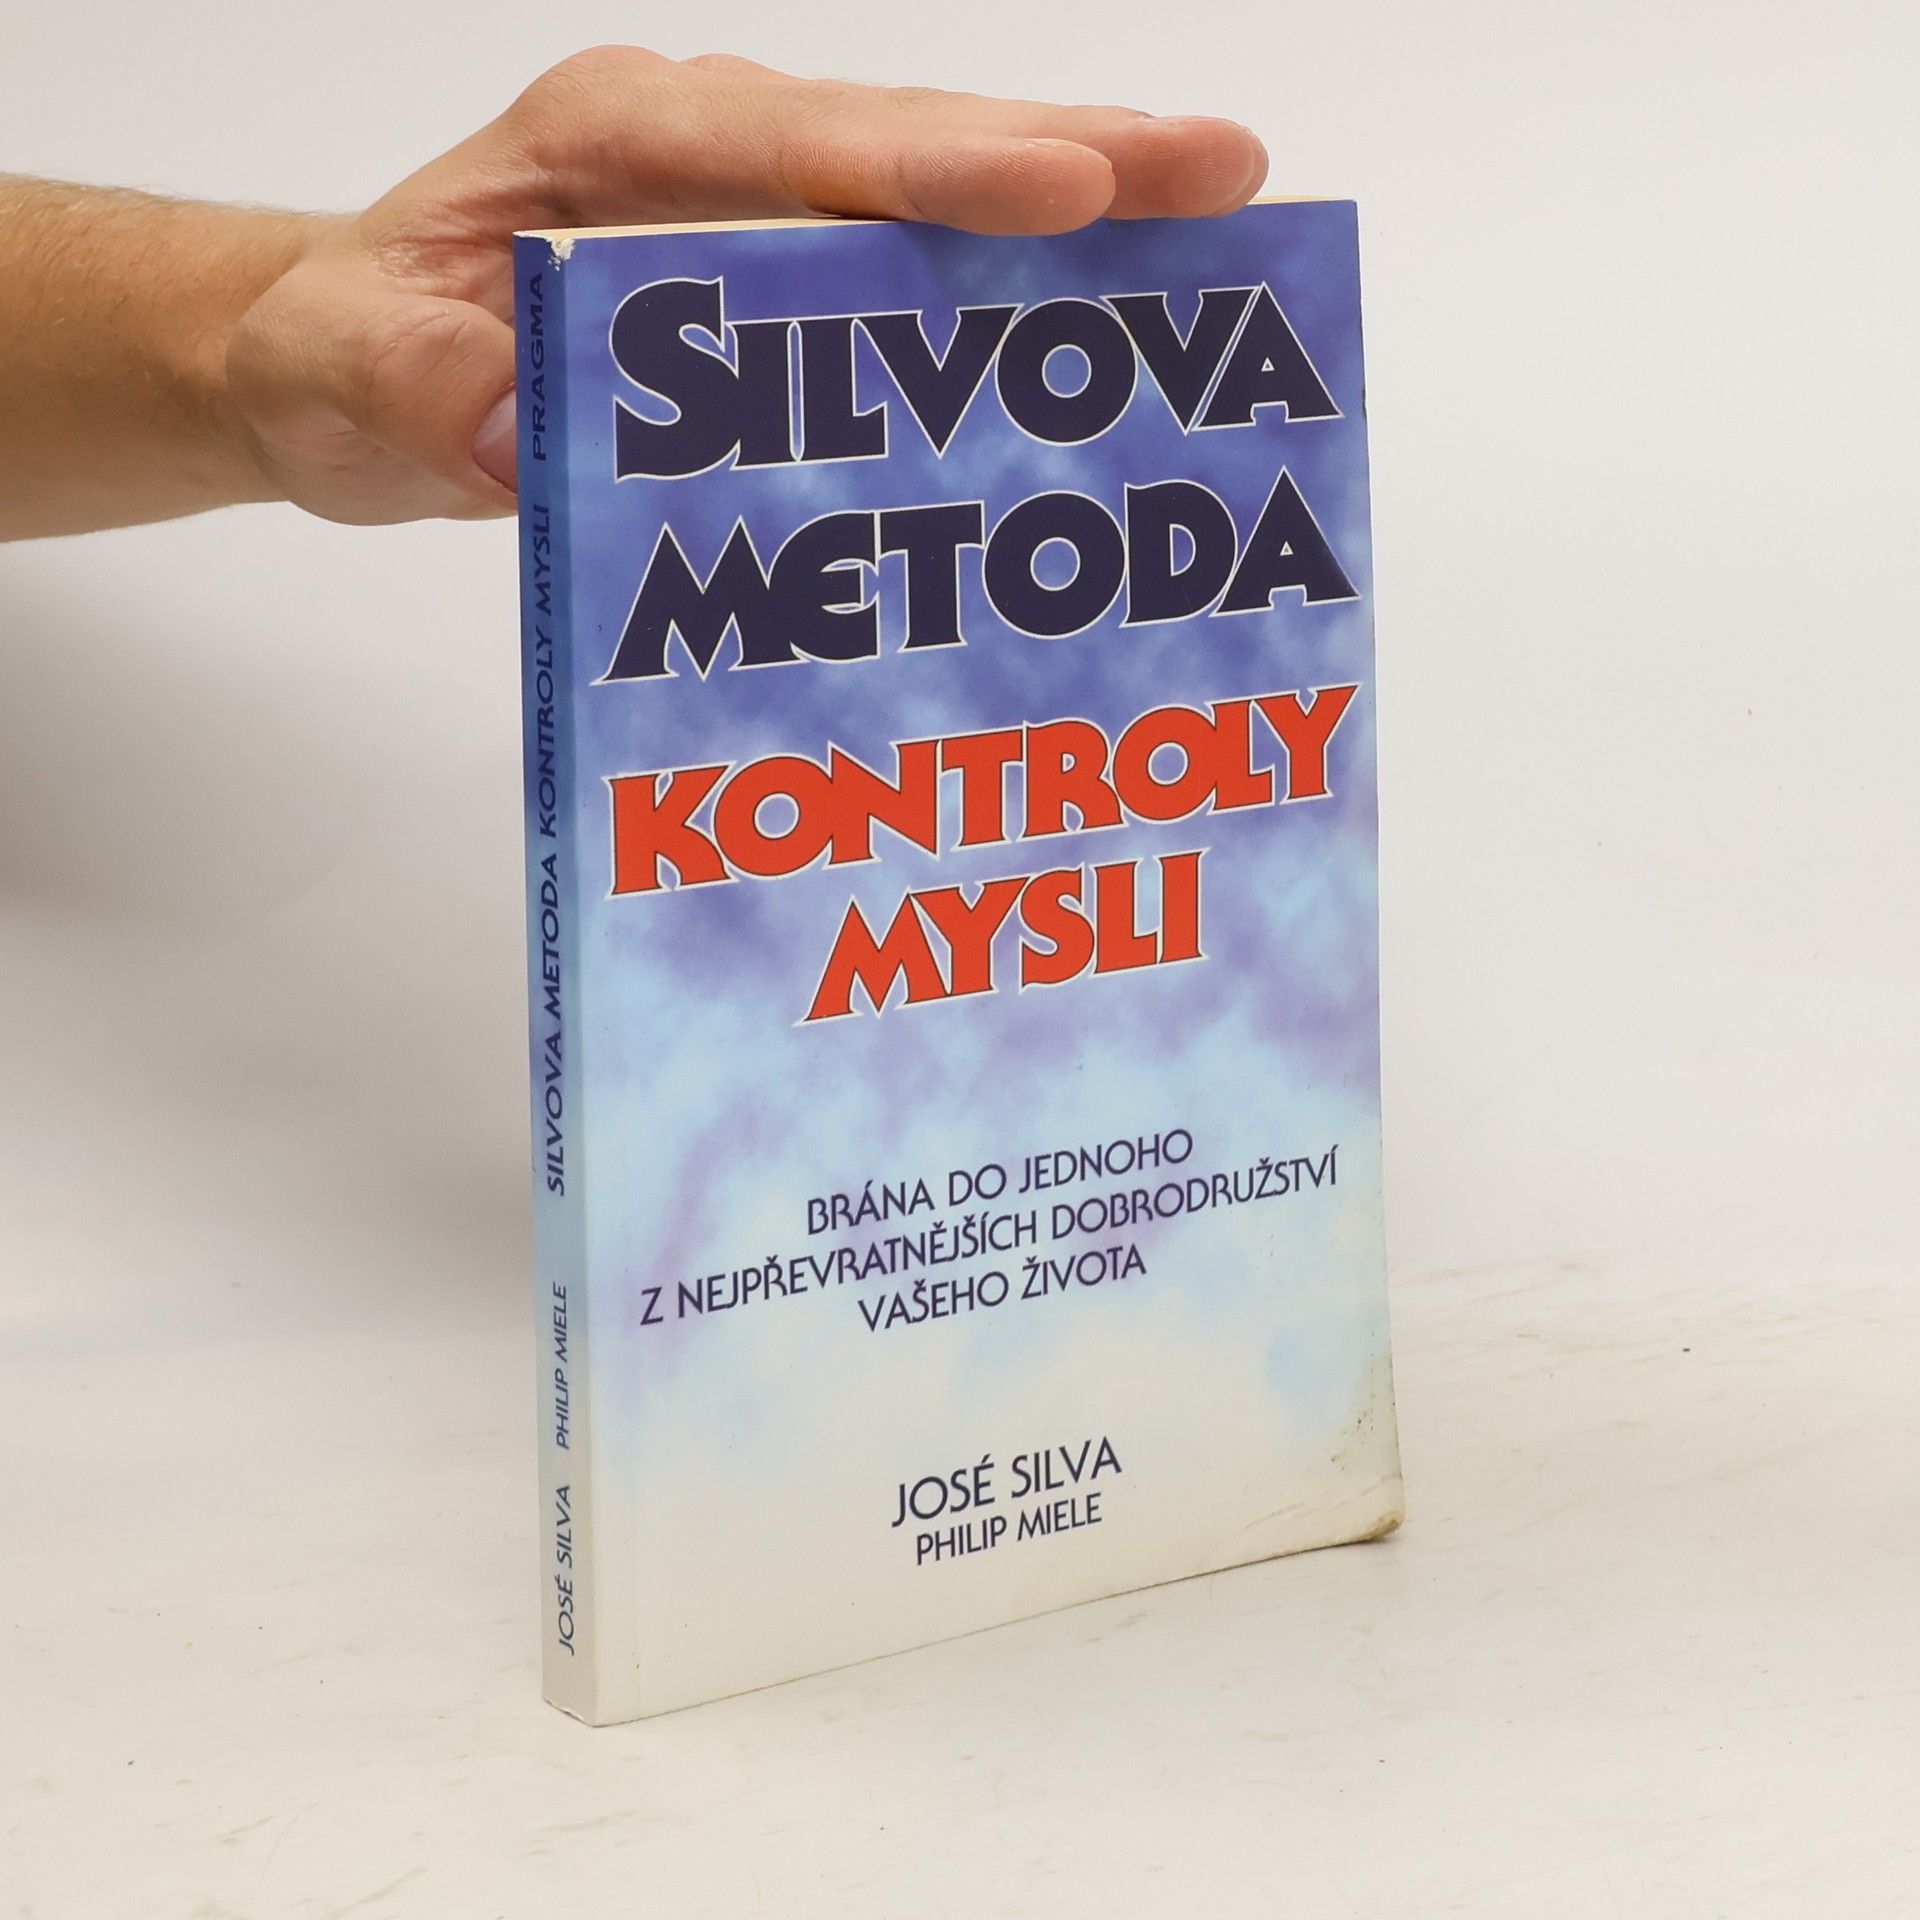 SILVOVA
METODA
KONTROLY
MYSLI
BRÁNA DO JEDNOHO
Z NEJPŘEVRATNĚJŠÍCH DOBRODRUŽSTVÍ
VAŠEHO ŽIVOTA
JOSÉ SILVA
PHILIP MIELE
JOSÉ SILVA PHILIP MIELE SILVOVA METODA KONTROLY MYSLI PRAGMA